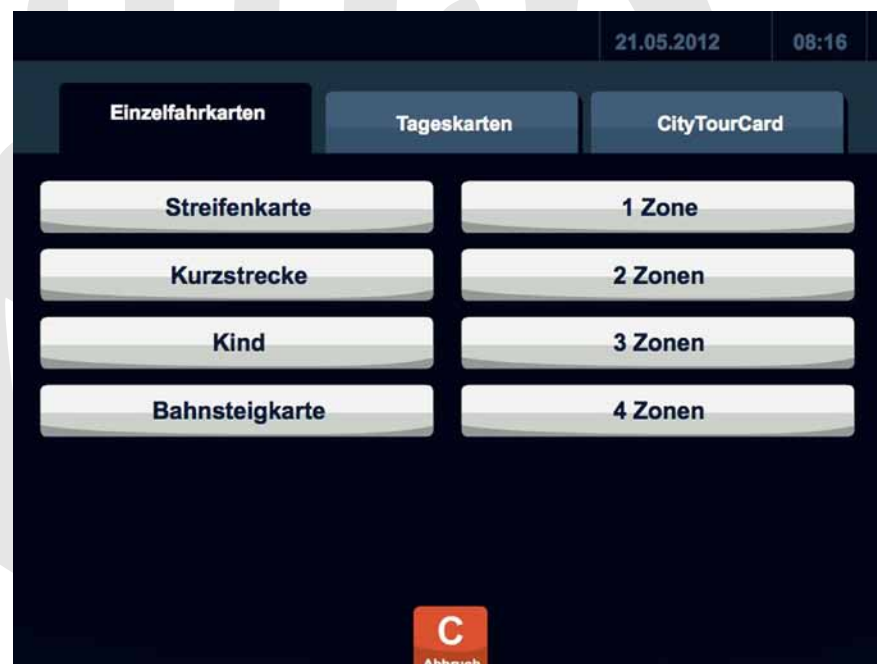 21.05.2012 08:16
Einzelfahrkarten Tageskarten CityTourCard
Streifenkarte 1 Zone
Kurzstrecke 2 Zonen
Kind 3 Zonen
Bahnsteigkarte 4 Zonen
C
Abbruch